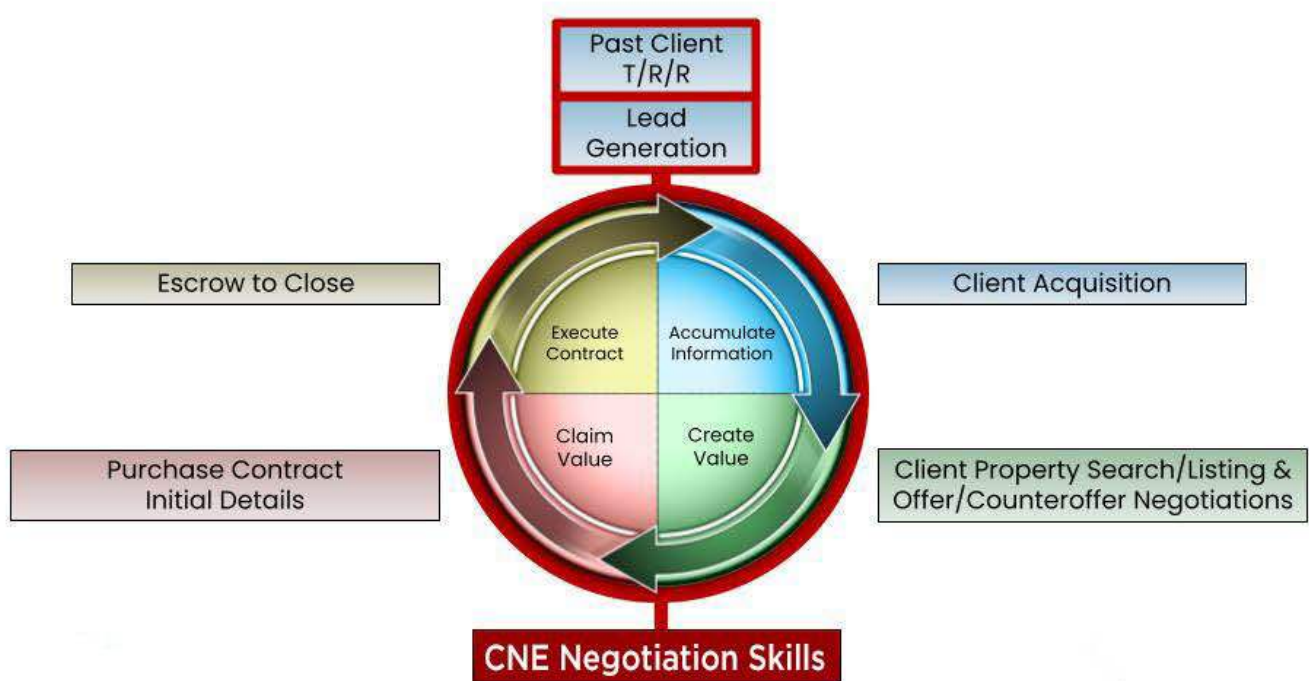 Past Client
T/R/R
Lead
Generation
Escrow to Close
Client Acquisition
Execute
Contract
Accumulate
Information
Claim
Value
Create
Value
Purchase Contract
Initial Details
Client Property Search/Listing &
Offer/Counteroffer Negotiations
CNE Negotiation Skills